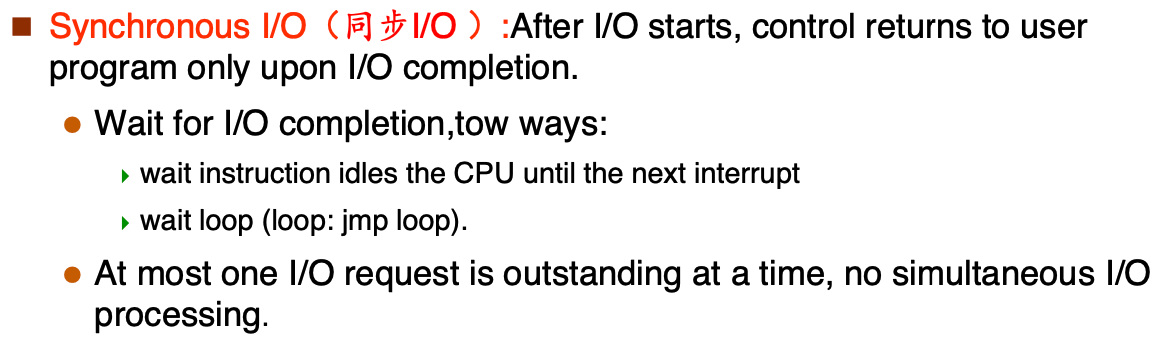 Synchronous I/O（同步I/O ）:After I/O starts, control returns to user
program only upon I/O completion.
Wait for I/O completion,tow ways:
wait instruction idles the CPU until the next interrupt
wait loop (loop: jmp loop).
At most one I/O request is outstanding at a time, no simultaneous I/O
processing.